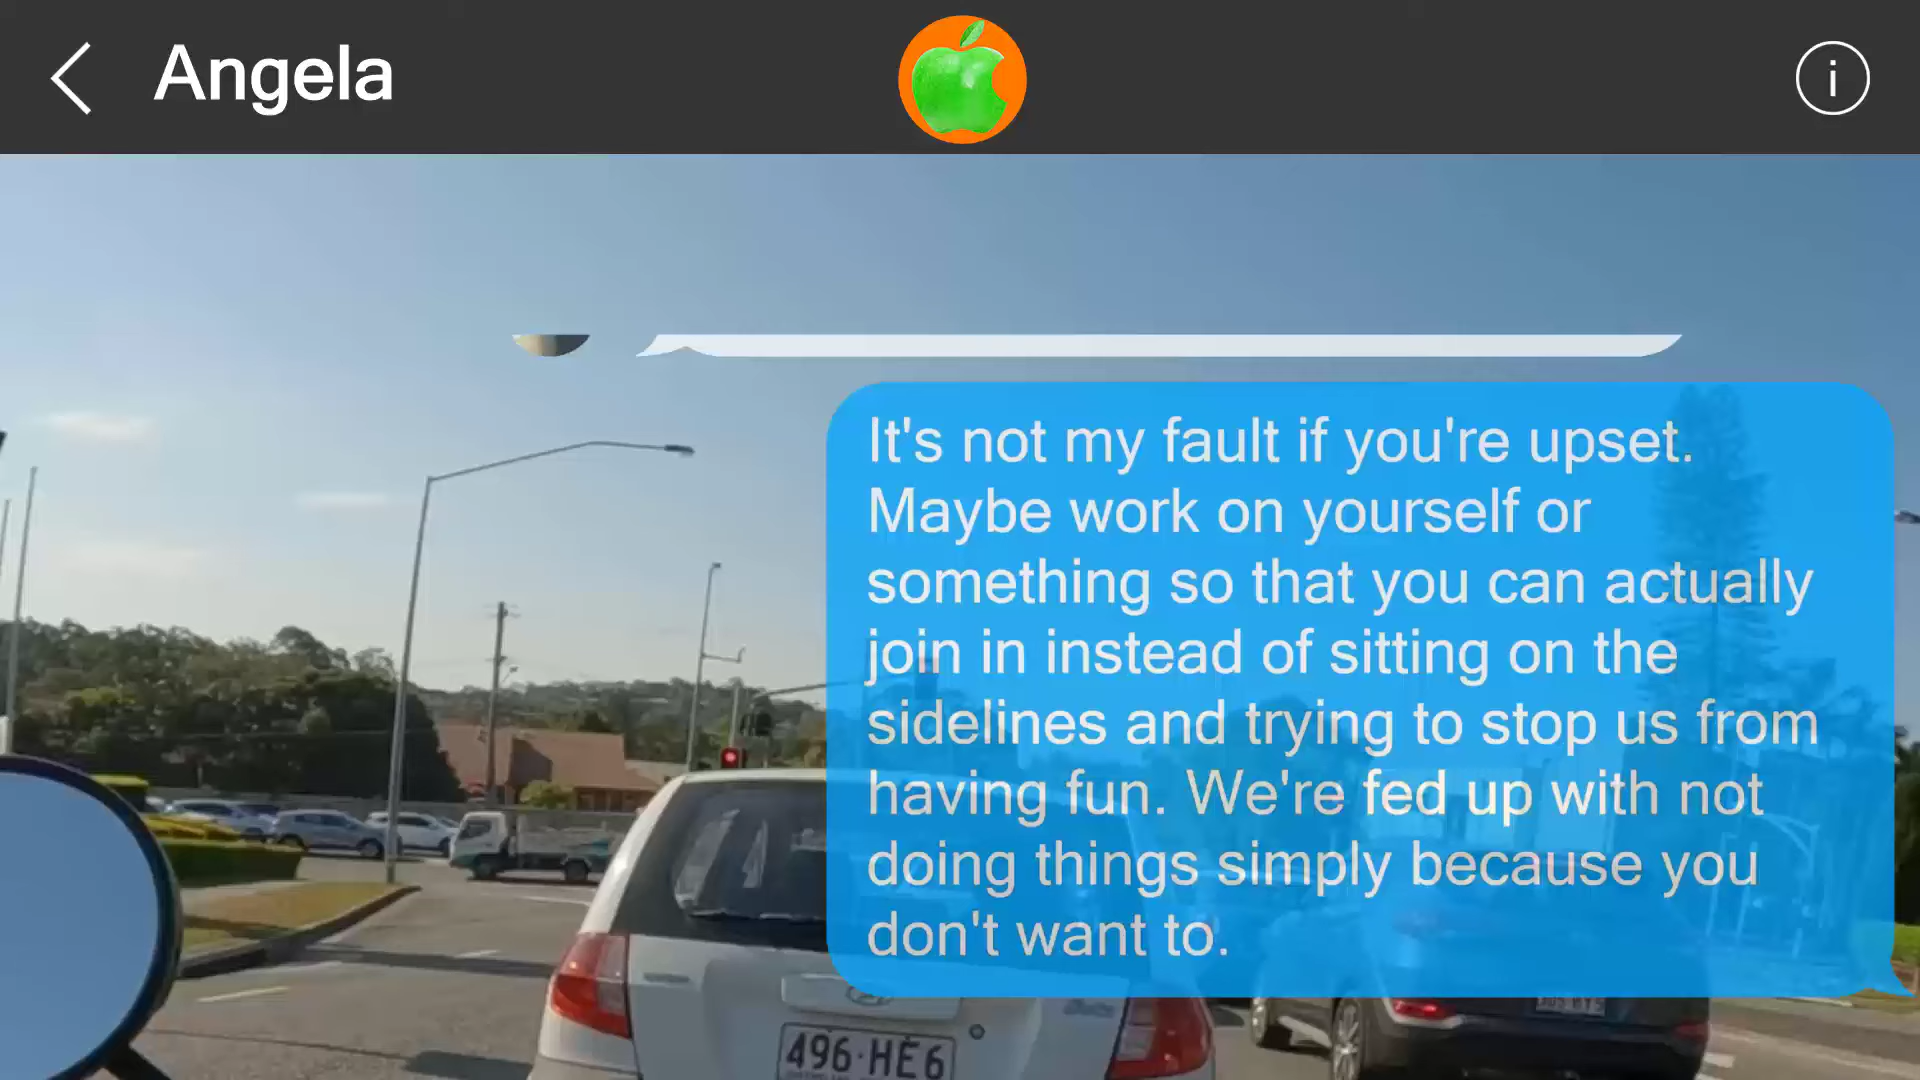 Angela
It's not my fault if you're upset.
Maybe work on yourself or
something so that you can actually
join in instead of sitting on the
sidelines and trying to stop us from
having fun. We're fed up with not
doing things simply because you
don't want to.
496·HE6